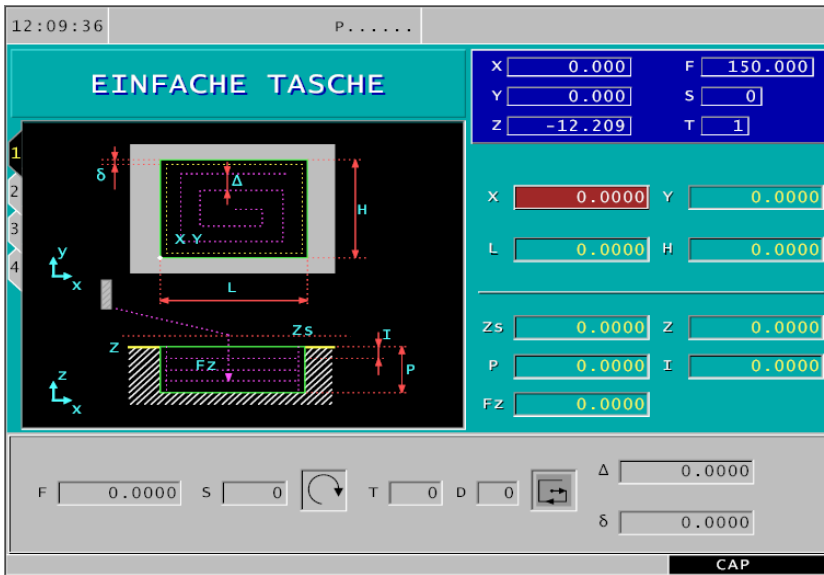 12:09:36 P......
EINFACHE TASCHE
X 0.000 F 150.000
Y 0.000 S 0
Z -12.209 T 1
1
2
3
4
δ Δ H
X Y
y
x
L
Zs I
Z
Fz P
z
x
X 0.0000 Y 0.0000
L 0.0000 H 0.0000
Zs 0.0000 Z 0.0000
P 0.0000 I 0.0000
Fz 0.0000
F 0.0000 S 0 T 0 D 0
Δ 0.0000
δ 0.0000
CAP